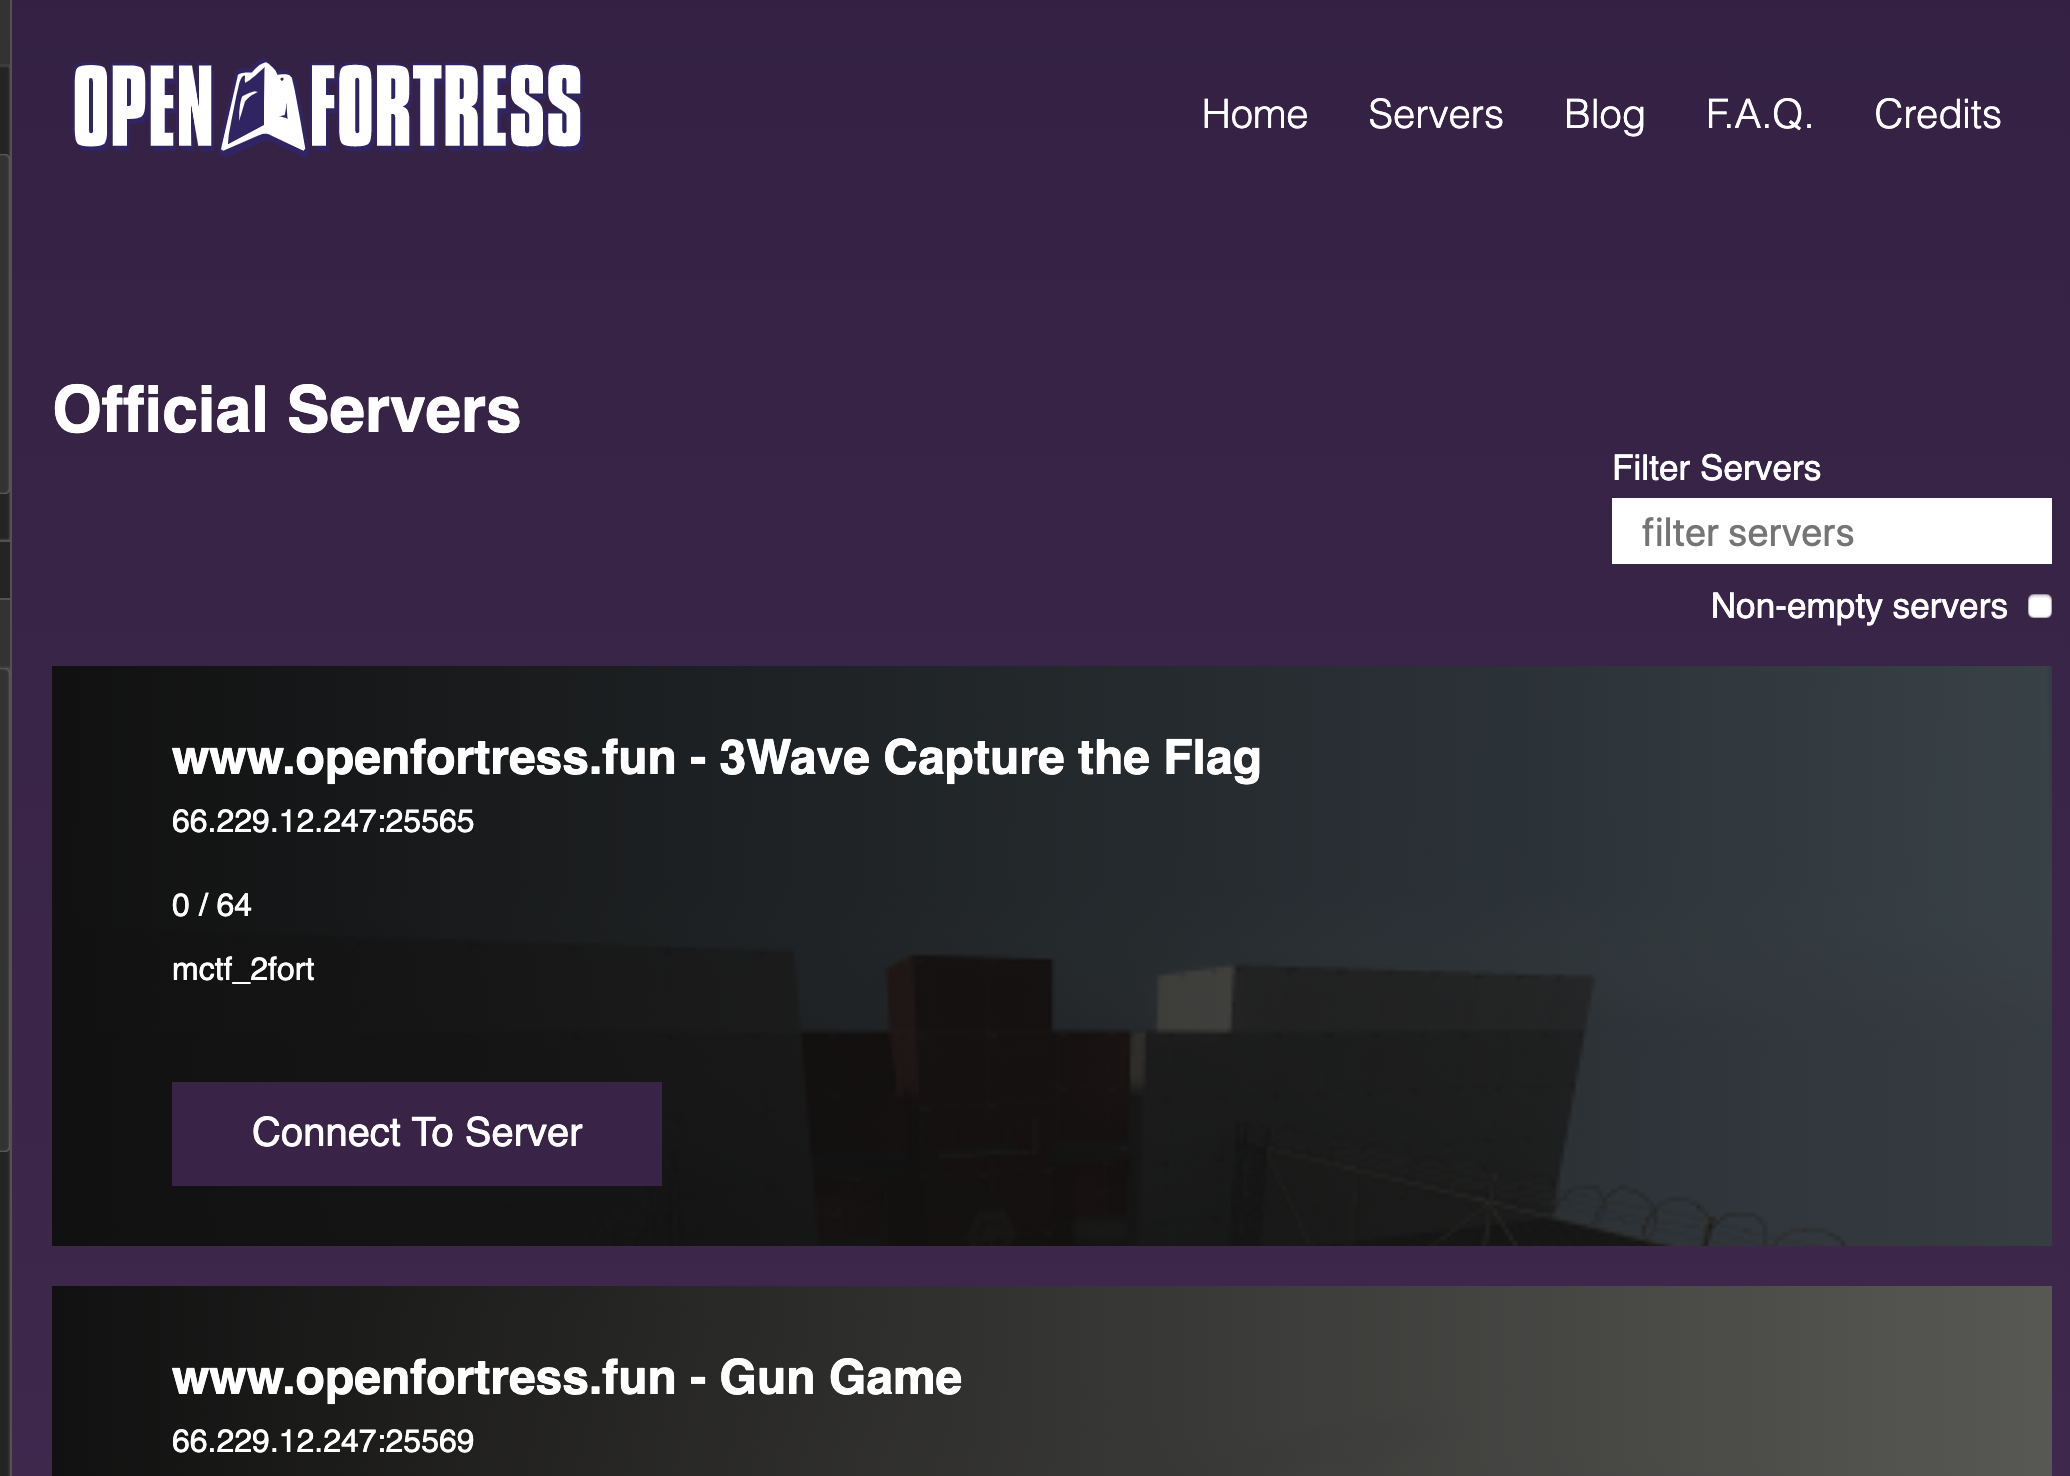 OPEN FORTRESS
Home Servers Blog F.A.Q. Credits
Official Servers
Filter Servers
filter servers
Non-empty servers
www.openfortress.fun - 3Wave Capture the Flag
66.229.12.247:25565
0 / 64
mctf_2fort
Connect To Server
www.openfortress.fun - Gun Game
66.229.12.247:25569